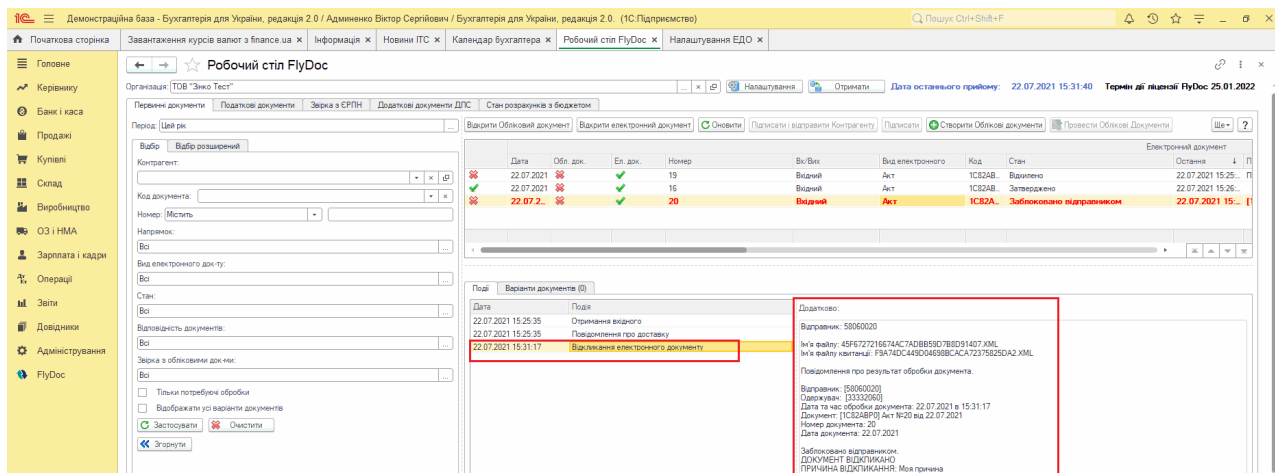 Демонстраційна база - Бухгалтерія для України, редакція 2.0 / Админенко Віктор Сергійович / Бухгалтерія для України, редакція 2.0. (1С:Підприємство)
Пошук Ctrl+Shift+F
Початкова сторінка
Завантаження курсів валют з finance.ua
Інформація
Новини ІТС
Календар бухгалтера
Робочий стіл FlyDoc
Налаштування ЕДО
Головне
Керівнику
Банк і каса
Продажі
Купівлі
Склад
Виробництво
ОЗ і НМА
Зарплата і кадри
Операції
Звіти
Довідники
Адміністрування
FlyDoc
Робочий стіл FlyDoc
Організація: ТОВ "Знко Тест"
Налаштування
Отримати
Дата останнього прийому: 22.07.2021 15:31:40
Термін дії ліцензії FlyDoc 25.01.2022
Первинні документи
Податкові документи
Звірка з ЄРПН
Додаткові документи ДПС
Стан розрахунків з бюджетом
Період: Цей рік
Відкрити Обліковий документ
Відкрити електронний документ
Оновити
Підписати і відправити Контрагенту
Підписати
Створити Облікові документи
Провести Облікові Документи
Ще
?
Відбір
Відбір розширений
Контрагент:
Код документа:
Номер: Містить
Напрямок:
Всі
Вид електронного док-ту:
Всі
Стан:
Всі
Відповідність документів:
Всі
Звірка з обліковими док-ми:
Всі
Тільки потребуючі обробки
Відображати усі варіанти документів
Застосувати
Очистити
Згорнути
Електронний документ
Дата Обл. док. Ел. док. Номер Вх/Вих Вид електронного Код Стан Остання
22.07.2021 19 Вхідний Акт 1C82AB... Відхилено 22.07.2021 15:25:...
22.07.2021 16 Вхідний Акт 1C82AB... Затверджено 22.07.2021 15:26:...
22.07.2... 20 Вхідний Акт 1C82A... Заблоковано відправником 22.07.2021 15:...
Події
Варіанти документів (0)
Дата Подія
22.07.2021 15:25:35 Отримання вхідного
22.07.2021 15:25:35 Повідомлення про доставку
22.07.2021 15:31:17 Відкликання електронного документу
Додатково:
Відправник: 58060020
Ім'я файлу: 45F6727216674AC7ADBB59D7B8D91407.XML
Ім'я файлу квитанції: F9A74DC449D04698BCACA72375825DA2.XML
Повідомлення про результат обробки документа.
Відправник: [58060020]
Одержувач: [33332060]
Дата та час обробки документа: 22.07.2021 в 15:31:17
Документ: [1C82ABP0] Акт №20 від 22.07.2021
Номер документа: 20
Дата документа: 22.07.2021
Заблоковано відправником.
ДОКУМЕНТ ВІДКЛИКАНО
ПРИЧИНА ВІДКЛИКАННЯ: Моя причина